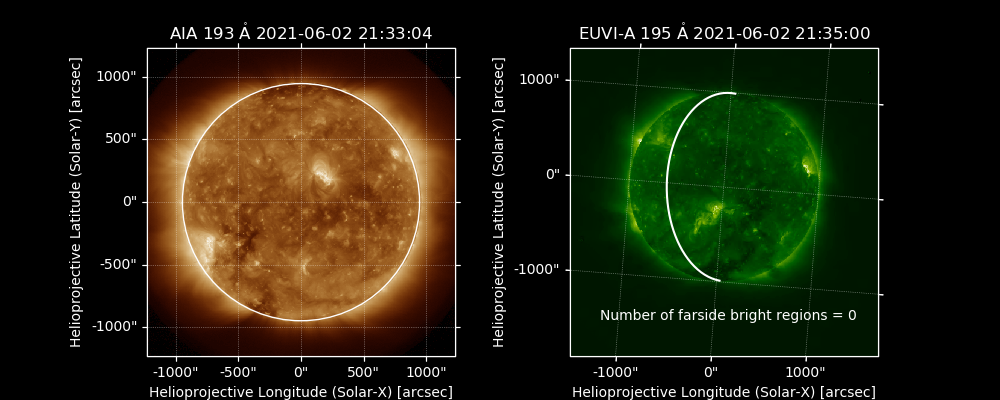 AIA 193 Å 2021-06-02 21:33:04
1000"
500"
0"
-500"
-1000"
Helioprojective Latitude (Solar-Y) [arcsec]
-1000" -500" 0" 500" 1000"
Helioprojective Longitude (Solar-X) [arcsec]
EUVI-A 195 Å 2021-06-02 21:35:00
1000"
0"
-1000"
Helioprojective Latitude (Solar-Y) [arcsec]
Number of farside bright regions = 0
-1000" 0" 1000"
Helioprojective Longitude (Solar-X) [arcsec]